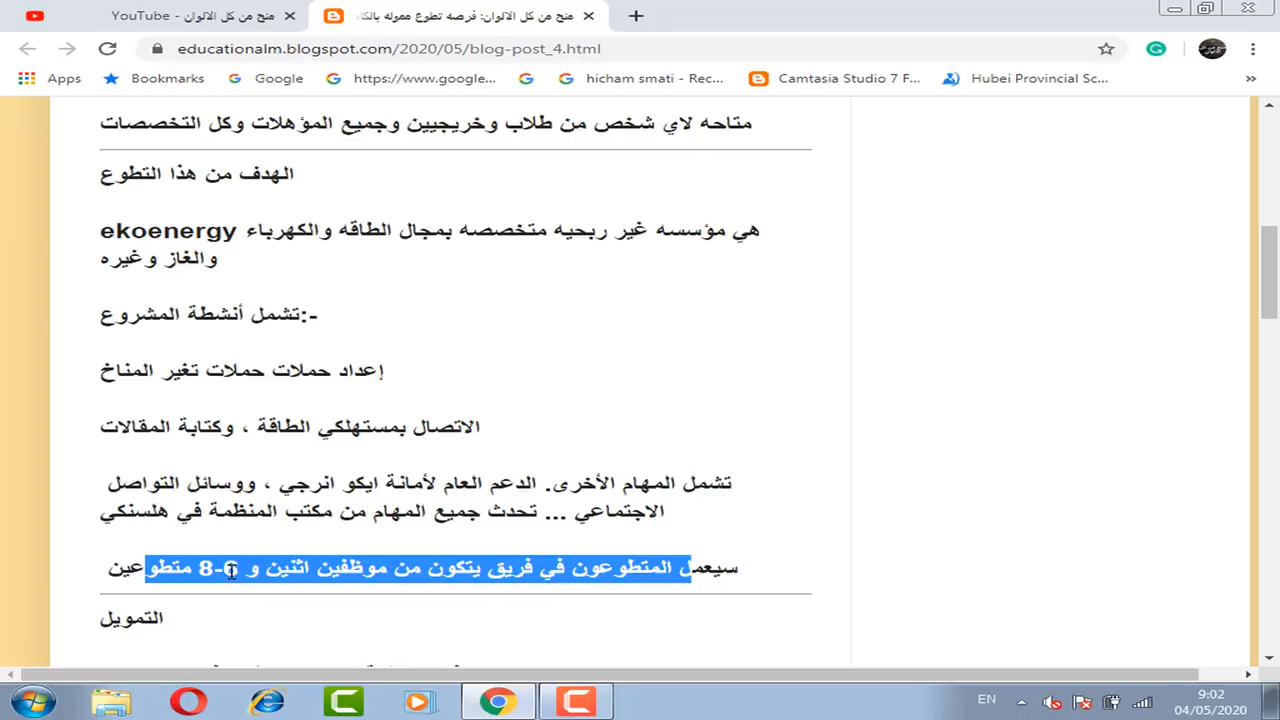 منح من كل الالوان - YouTube
منح من كل الالوان: فرصه تطوع مموله بالكا
educationalm.blogspot.com/2020/05/blog-post_4.html
Apps
Bookmarks
Google
https://www.google...
hicham smati - Rec...
Camtasia Studio 7 F...
Hubei Provincial Sc...
متاحه لاي شخص من طلاب وخريجيين وجميع المؤهلات وكل التخصصات
الهدف من هذا التطوع
هي مؤسسه غير ربحيه متخصصه بمجال الطاقه والكهرباء ekoenergy
والغاز وغيره
تشمل أنشطة المشروع:-
إعداد حملات حملات تغير المناخ
الاتصال بمستهلكي الطاقة ، وكتابة المقالات
تشمل المهام الأخرى. الدعم العام لأمانة ايكو انرجي ، ووسائل التواصل
الاجتماعي ... تحدث جميع المهام من مكتب المنظمة في هلسنكي
سيعمل المتطوعون في فريق يتكون من موظفين اثنين و 6-8 متطوعين
التمويل
EN
9:02
04/05/2020